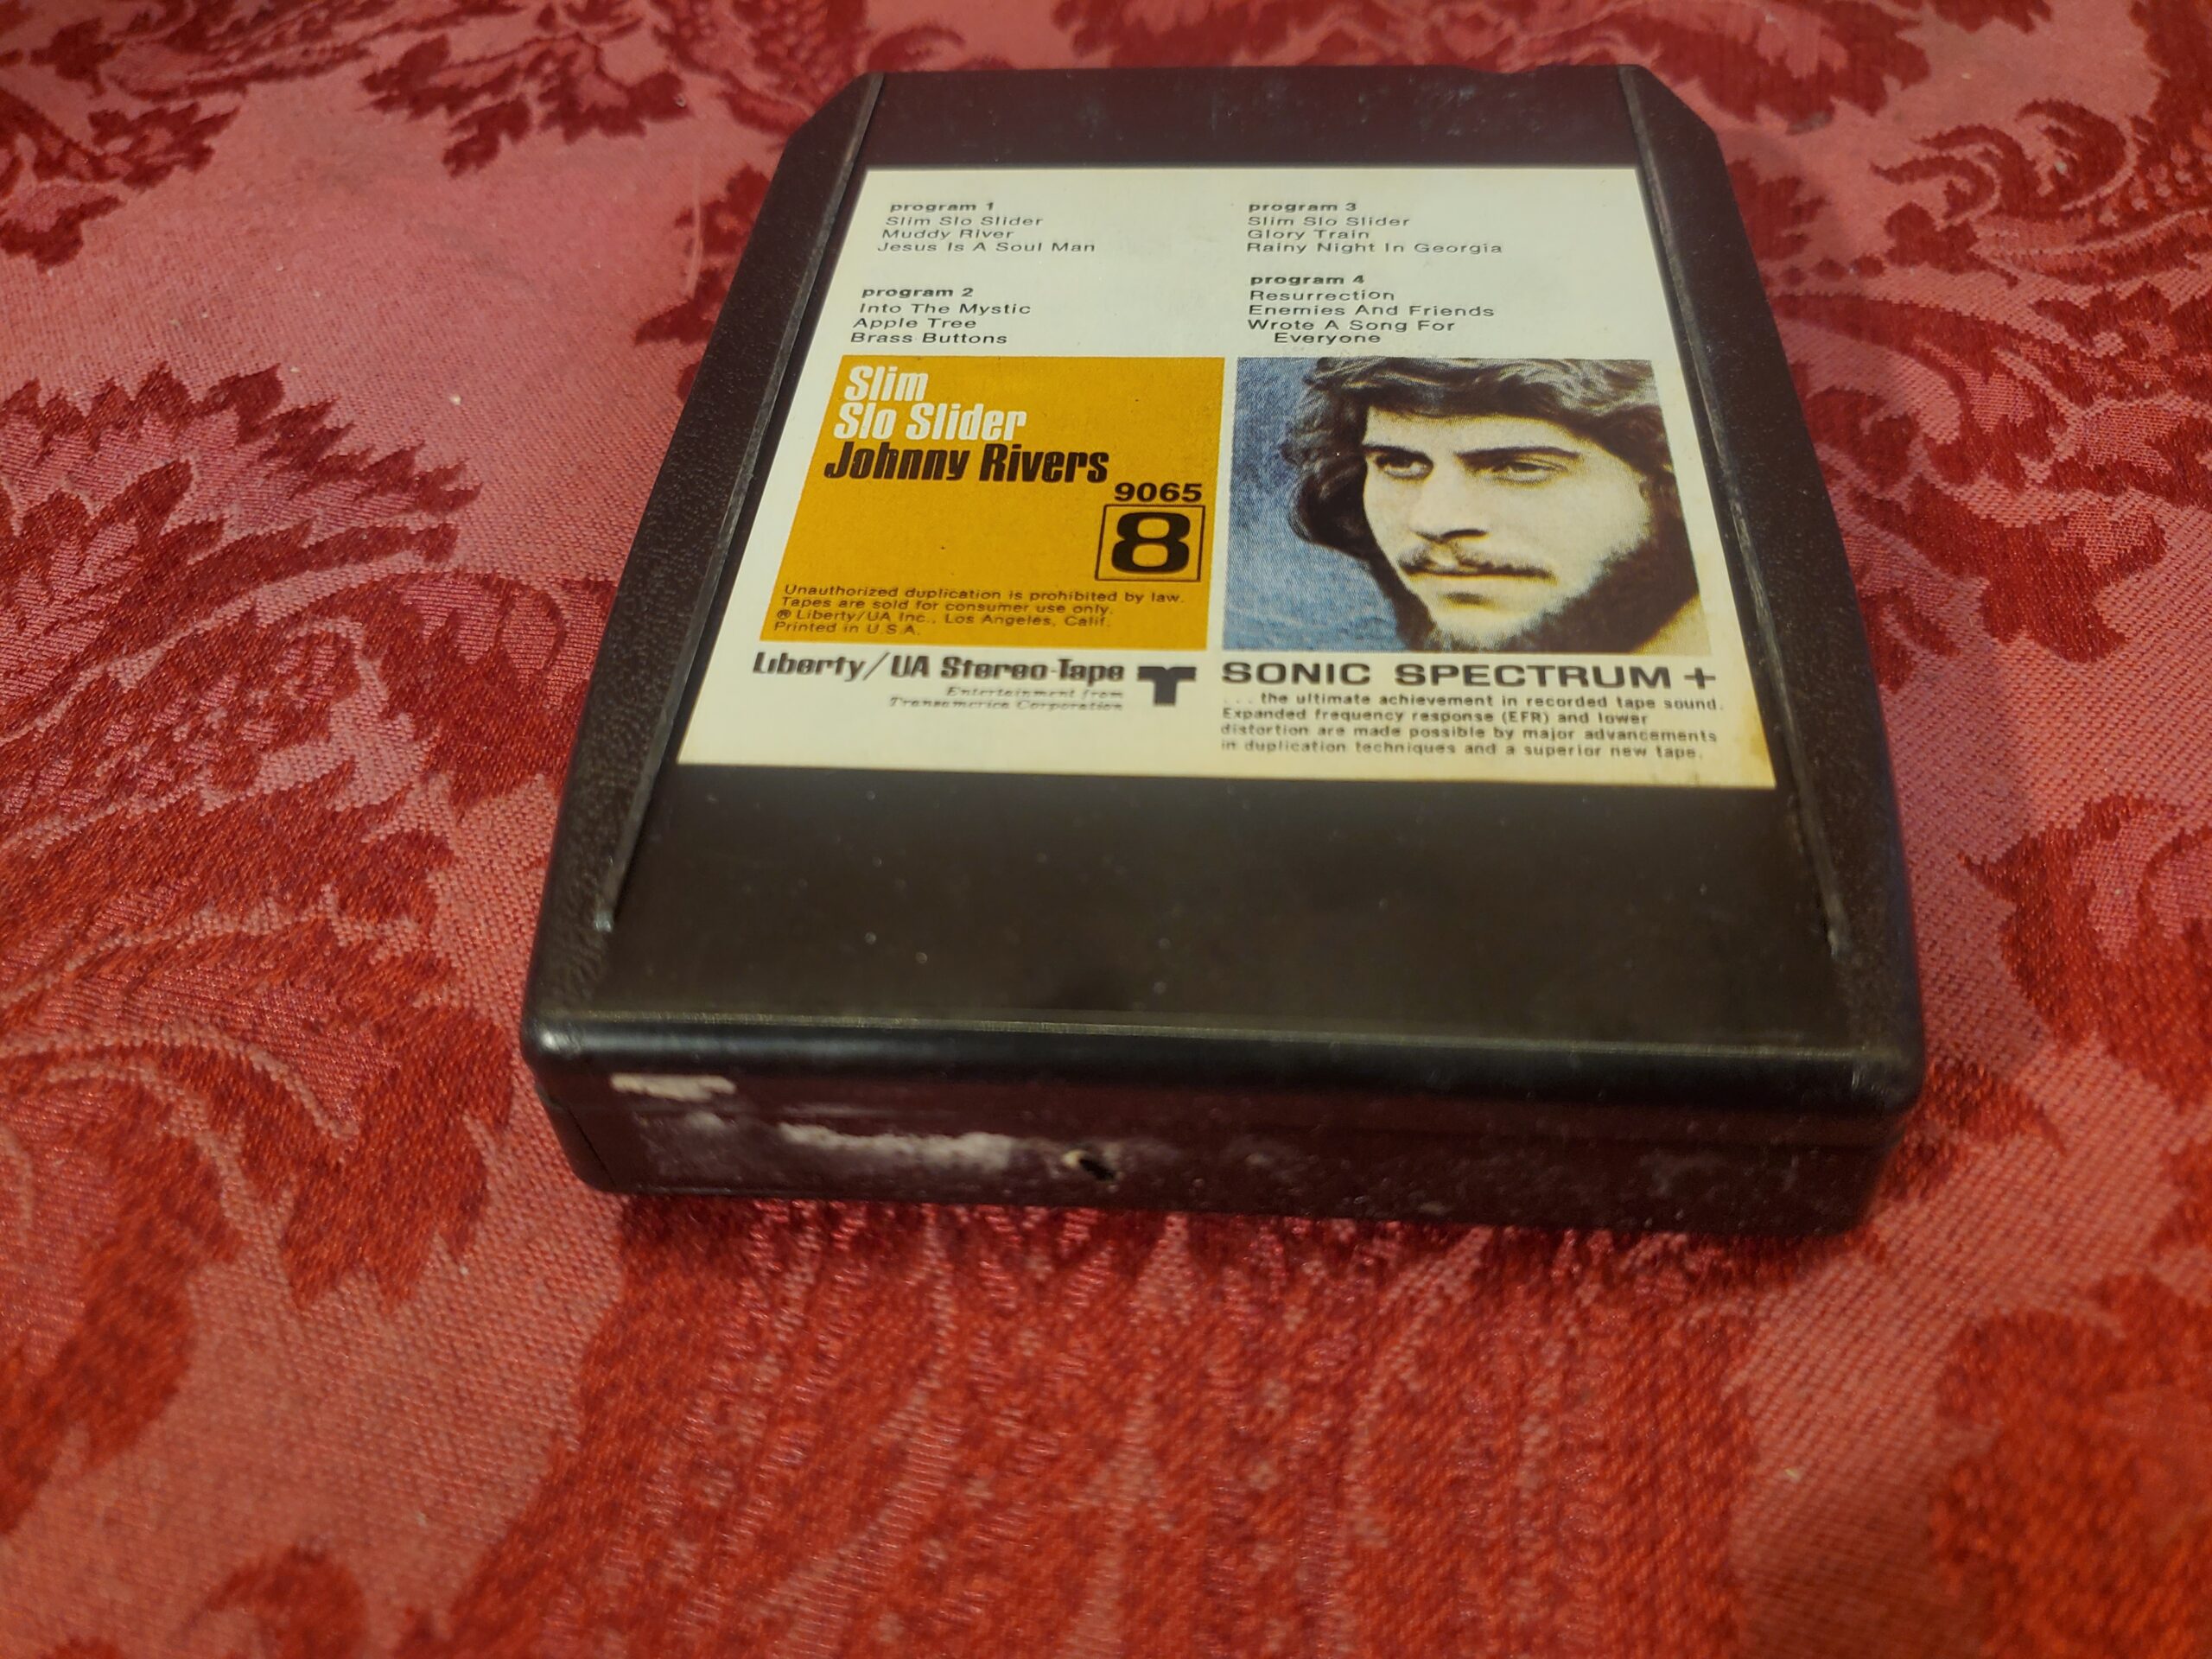 program 1
Slim Slo Slider
Muddy River
Jesus Is A Soul Man
program 2
Into The Mystic
Apple Tree
Brass Buttons
program 3
Slim Slo Slider
Glory Train
Rainy Night In Georgia
program 4
Resurrection
Enemies And Friends
Wrote A Song For
Everyone
Slim
Slo Slider
Johnny Rivers
9065
8
Unauthorized duplication is prohibited by law.
Tapes are sold for consumer use only.
℗ Liberty/UA Inc., Los Angeles, Calif.
Printed in U.S.A.
Liberty/UA Stereo-Tape
Entertainment from
Transamerica Corporation
SONIC SPECTRUM+
... the ultimate achievement in recorded tape sound.
Expanded frequency response (EFR) and lower
distortion are made possible by major advancements
in duplication techniques and a superior new tape.